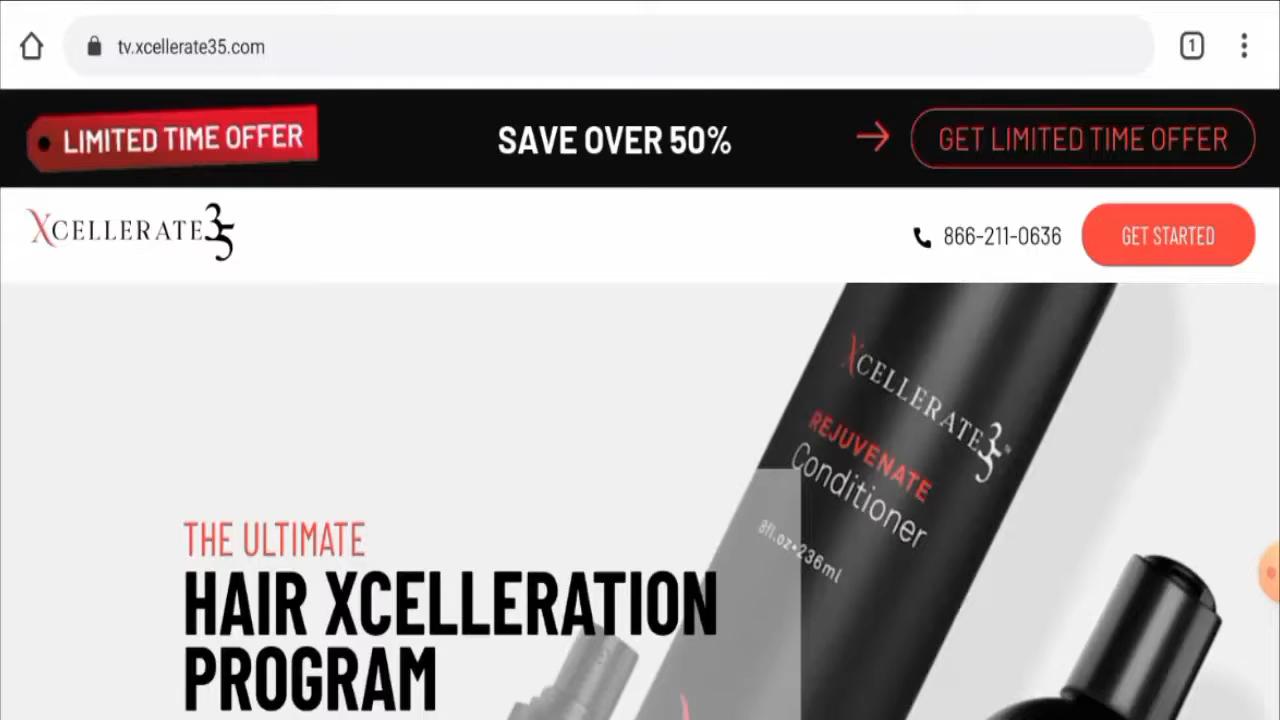 1
tv.xcellerate35.com
LIMITED TIME OFFER
SAVE OVER 50%
GET LIMITED TIME OFFER
XCELLERATE35
866-211-0636
GET STARTED
XCELLERATE35™
REJUVENATE
Conditioner
8fl.oz•236ml
THE ULTIMATE
HAIR XCELLERATION
PROGRAM